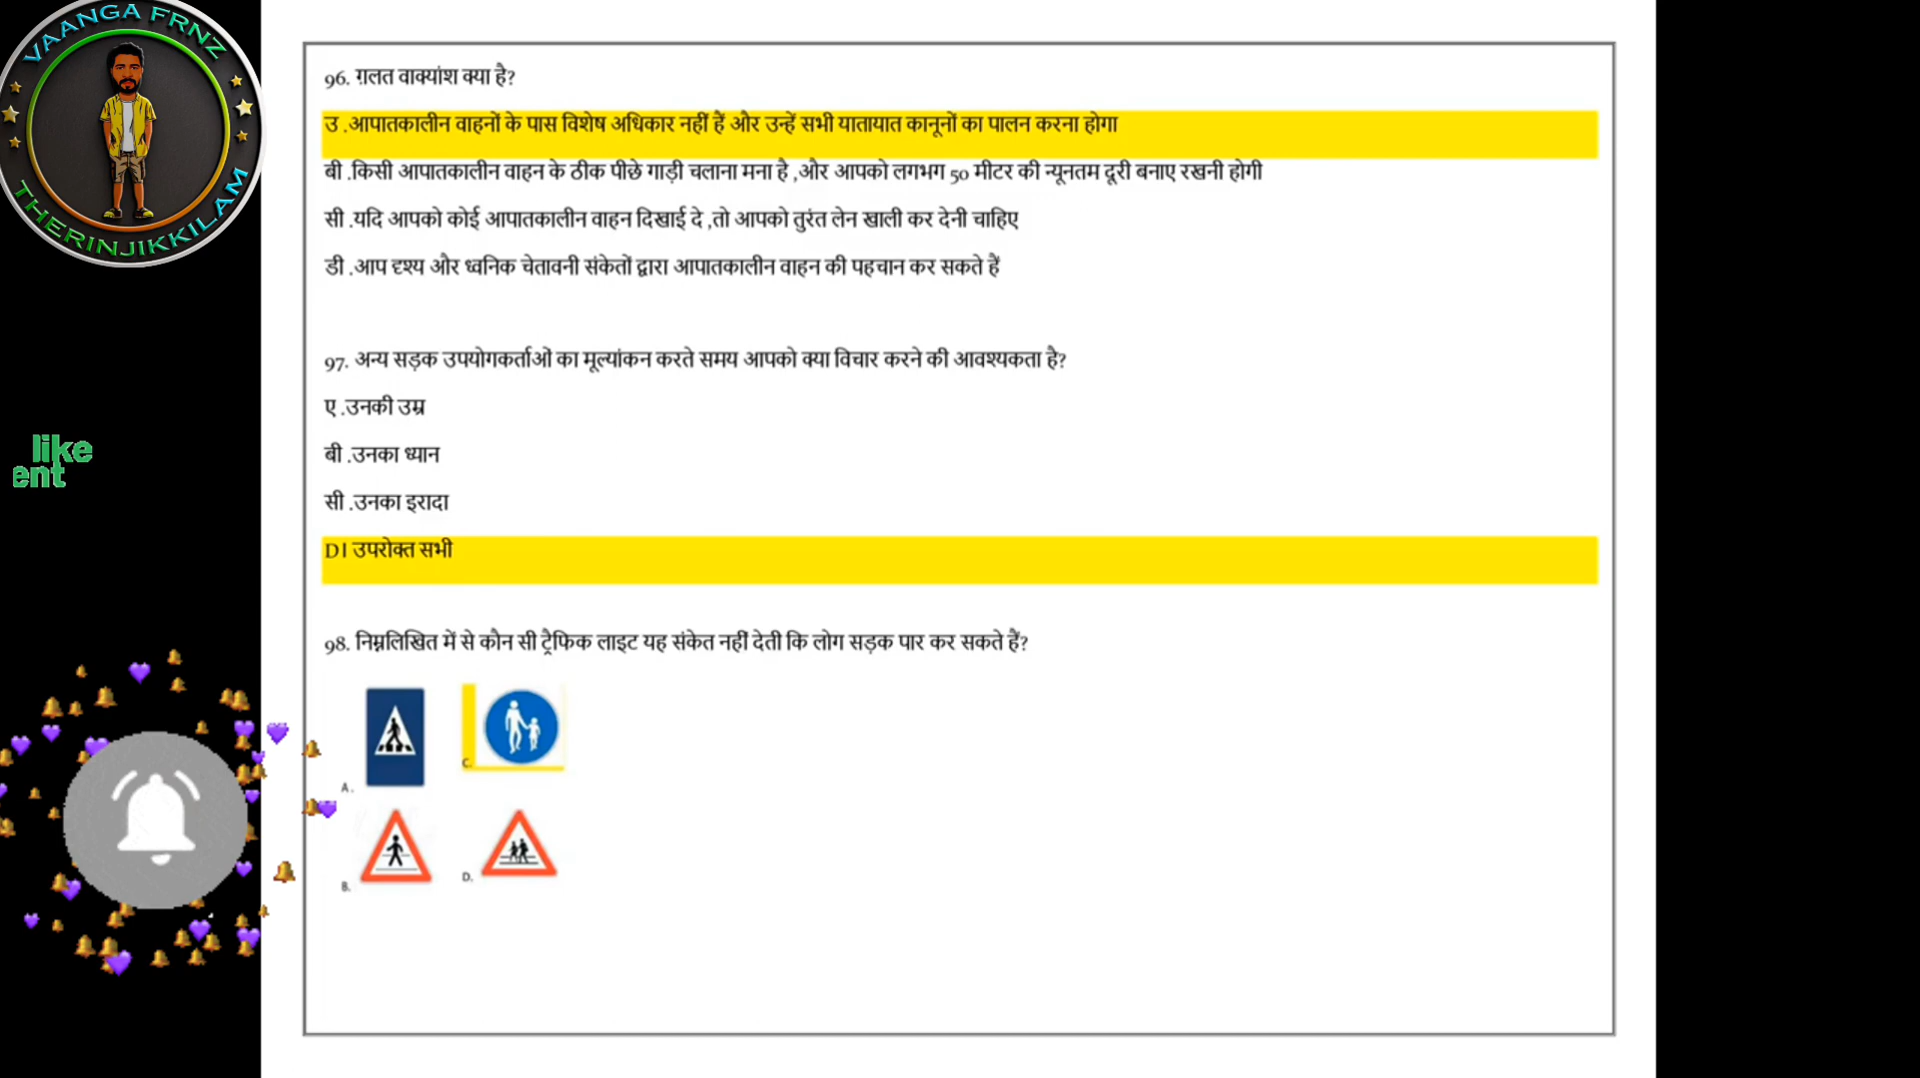 VAANGA FRNZ
THERINJIKKILAM
like
ent
96. ग़लत वाक्यांश क्या है?
उ .आपातकालीन वाहनों के पास विशेष अधिकार नहीं हैं और उन्हें सभी यातायात कानूनों का पालन करना होगा
बी .किसी आपातकालीन वाहन के ठीक पीछे गाड़ी चलाना मना है ,और आपको लगभग 50 मीटर की न्यूनतम दूरी बनाए रखनी होगी
सी .यदि आपको कोई आपातकालीन वाहन दिखाई दे ,तो आपको तुरंत लेन खाली कर देनी चाहिए
डी .आप दृश्य और ध्वनिक चेतावनी संकेतों द्वारा आपातकालीन वाहन की पहचान कर सकते हैं
97. अन्य सड़क उपयोगकर्ताओं का मूल्यांकन करते समय आपको क्या विचार करने की आवश्यकता है?
ए .उनकी उम्र
बी .उनका ध्यान
सी .उनका इरादा
D। उपरोक्त सभी
98. निम्नलिखित में से कौन सी ट्रैफिक लाइट यह संकेत नहीं देती कि लोग सड़क पार कर सकते हैं?
A. C.
B. D.